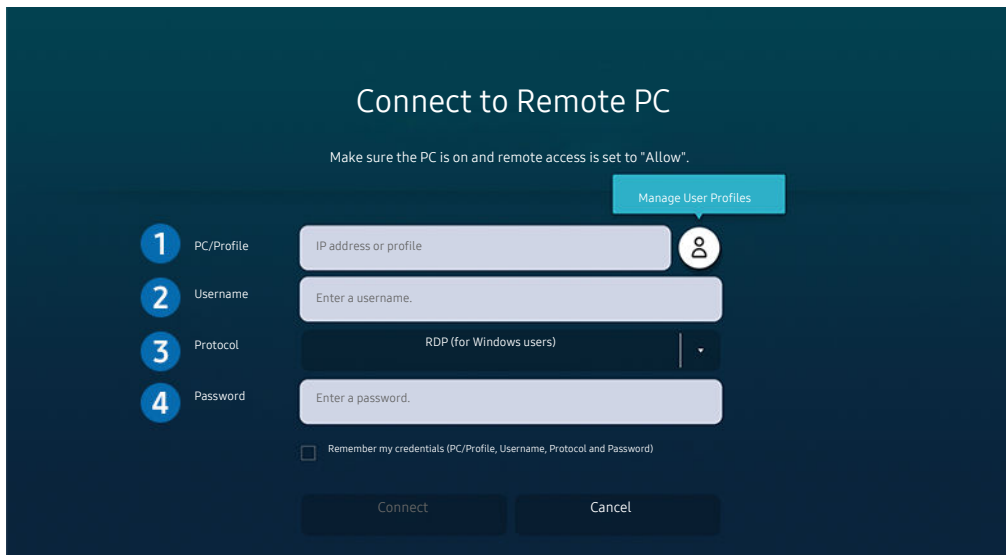 Connect to Remote PC
Make sure the PC is on and remote access is set to "Allow".
Manage User Profiles
1 PC/Profile IP address or profile
2 Username Enter a username.
3 Protocol RDP (for Windows users)
4 Password Enter a password.
Remember my credentials (PC/Profile, Username, Protocol and Password)
Connect Cancel